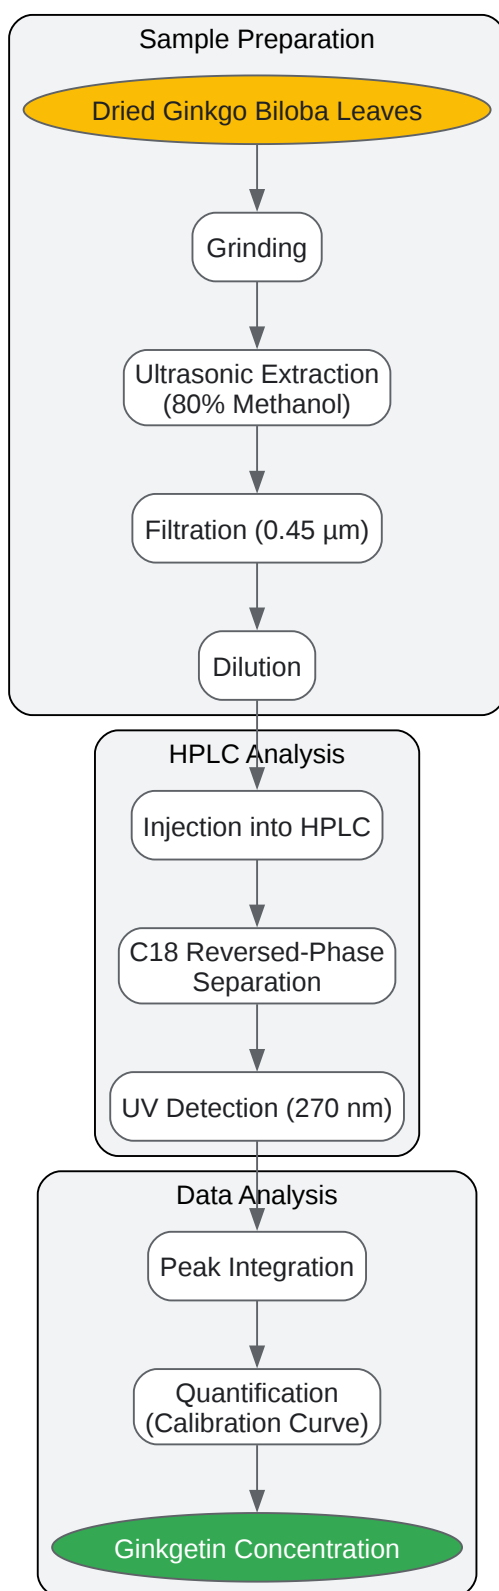 Sample Preparation
Dried Ginkgo Biloba Leaves
Grinding
Ultrasonic Extraction
(80% Methanol)
Filtration (0.45 µm)
Dilution
HPLC Analysis
Injection into HPLC
C18 Reversed-Phase
Separation
UV Detection (270 nm)
Data Analysis
Peak Integration
Quantification
(Calibration Curve)
Ginkgetin Concentration